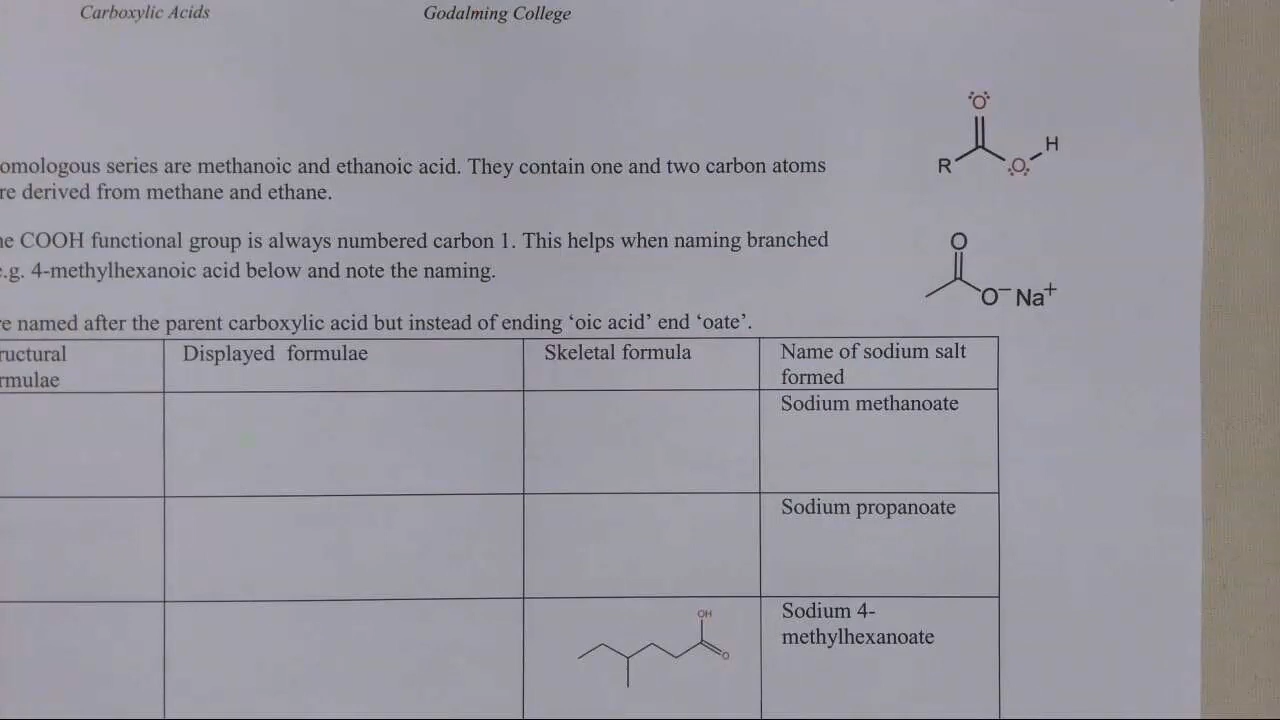 Carboxylic Acids Godalming College
omologous series are methanoic and ethanoic acid. They contain one and two carbon atoms
re derived from methane and ethane.
R O O H
ne COOH functional group is always numbered carbon 1. This helps when naming branched
e.g. 4-methylhexanoic acid below and note the naming.
O O⁻ Na⁺
re named after the parent carboxylic acid but instead of ending ‘oic acid’ end ‘oate’.
ructural
rmulae
Displayed formulae
Skeletal formula
Name of sodium salt
formed
Sodium methanoate
Sodium propanoate
OH
O
Sodium 4-
methylhexanoate